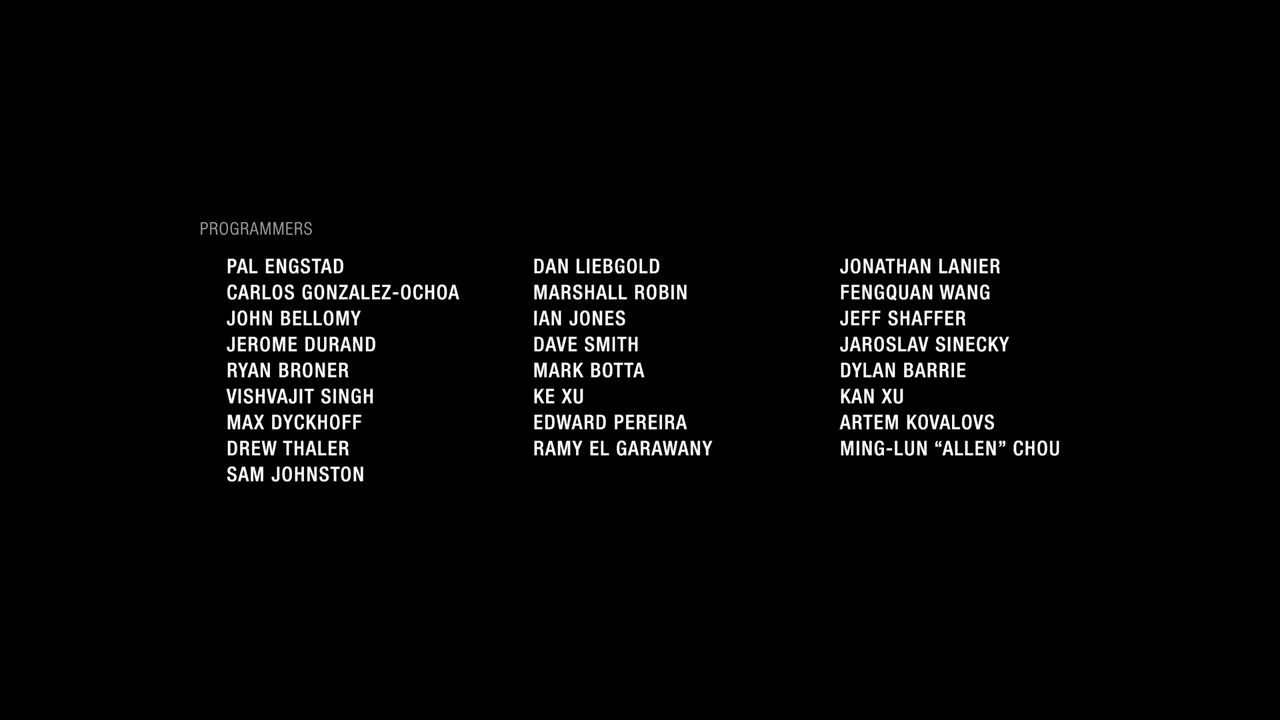 PROGRAMMERS
PAL ENGSTAD DAN LIEBGOLD JONATHAN LANIER
CARLOS GONZALEZ-OCHOA MARSHALL ROBIN FENGQUAN WANG
JOHN BELLOMY IAN JONES JEFF SHAFFER
JEROME DURAND DAVE SMITH JAROSLAV SINECKY
RYAN BRONER MARK BOTTA DYLAN BARRIE
VISHVAJIT SINGH KE XU KAN XU
MAX DYCKHOFF EDWARD PEREIRA ARTEM KOVALOVS
DREW THALER RAMY EL GARAWANY MING-LUN “ALLEN” CHOU
SAM JOHNSTON